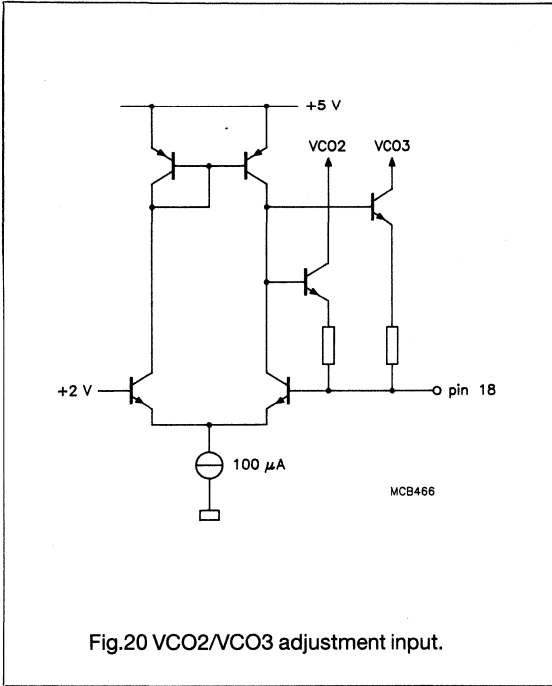 +5 V
VCO2 VCO3
+2 V
pin 18
100 μA
MCB466
Fig.20 VCO2/VCO3 adjustment input.